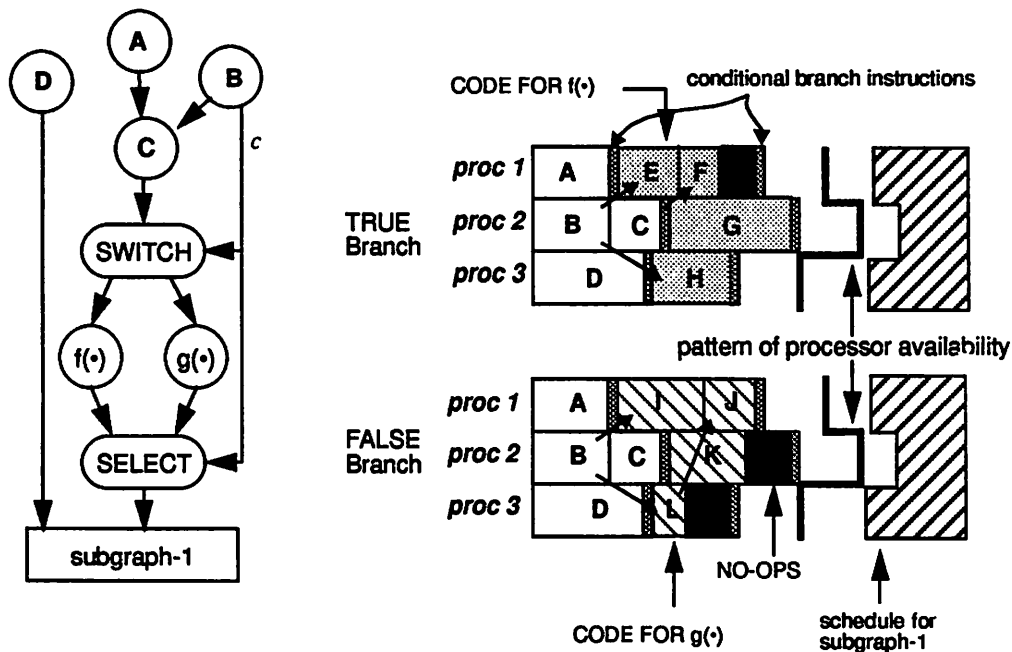 A
D
B
c
C
SWITCH
f(•)
g(•)
SELECT
subgraph-1
CODE FOR f(•)
conditional branch instructions
TRUE
Branch
proc 1
A
E
F
proc 2
B
C
G
proc 3
D
H
pattern of processor availability
FALSE
Branch
proc 1
A
I
J
proc 2
B
C
K
proc 3
D
L
NO-OPS
CODE FOR g(•)
schedule for
subgraph-1